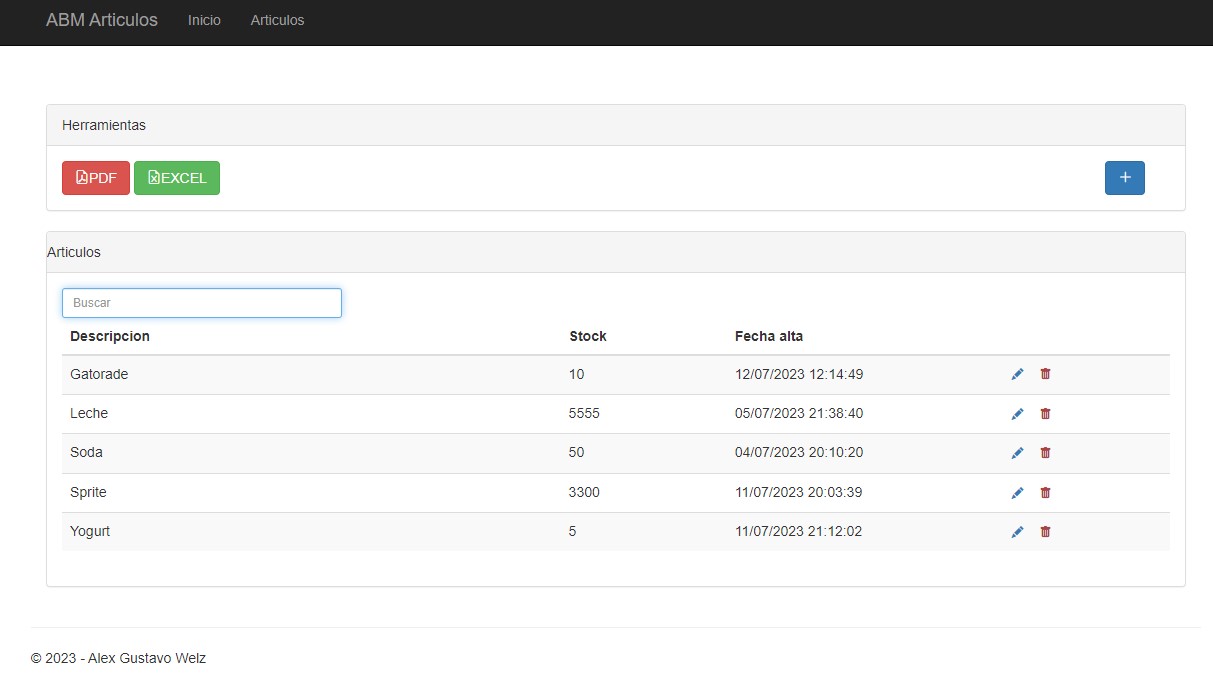 ABM Articulos Inicio Articulos
Herramientas
PDF EXCEL +
Articulos
Buscar
Descripcion Stock Fecha alta
Gatorade 10 12/07/2023 12:14:49
Leche 5555 05/07/2023 21:38:40
Soda 50 04/07/2023 20:10:20
Sprite 3300 11/07/2023 20:03:39
Yogurt 5 11/07/2023 21:12:02
© 2023 - Alex Gustavo Welz